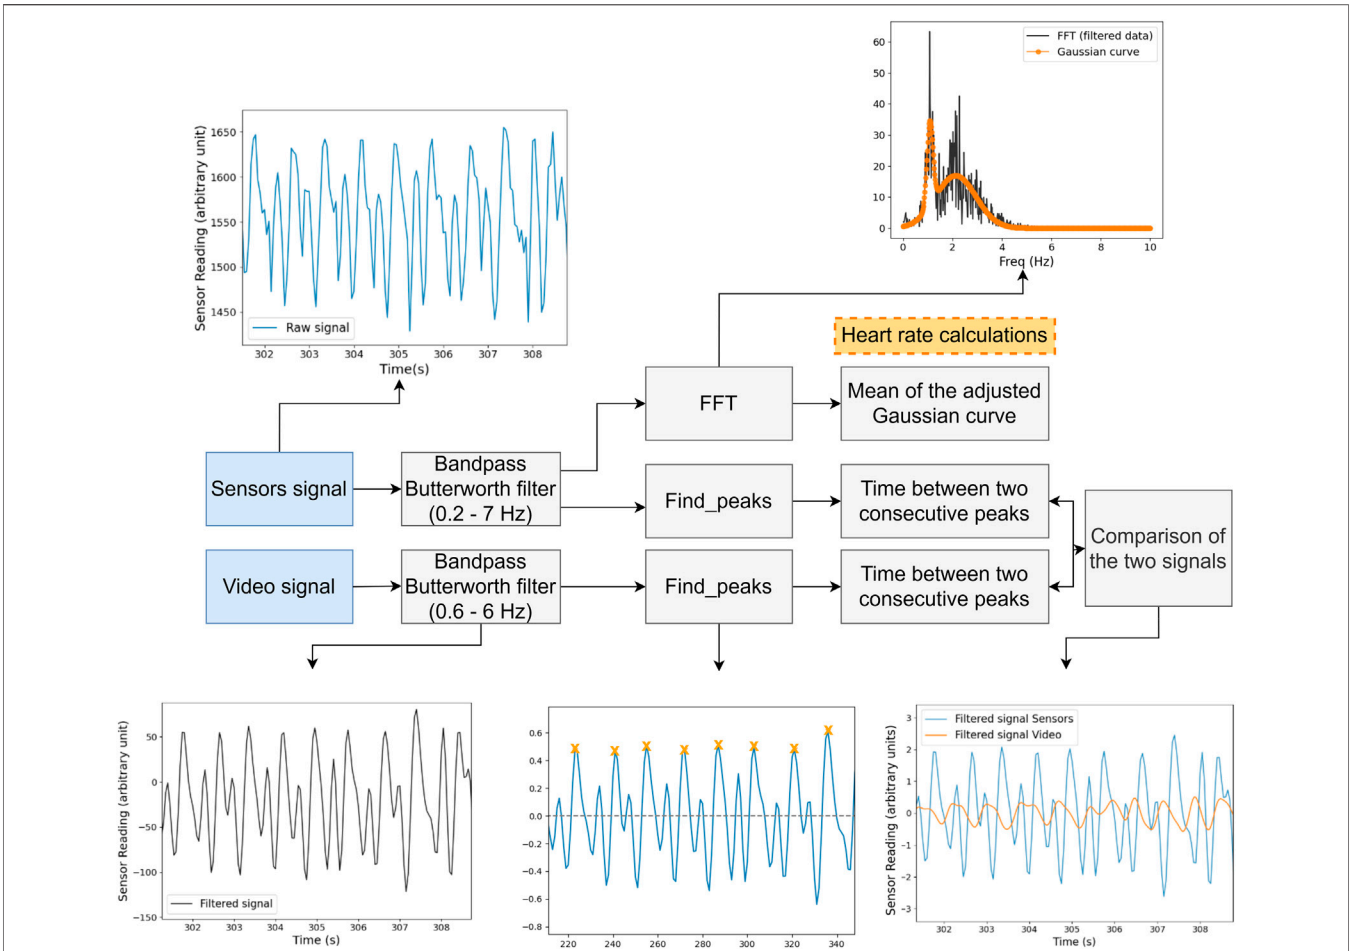 60
50
40
30
20
10
0
FFT (filtered data)
Gaussian curve
0 2 4 6 8 10
Freq (Hz)
Sensor Reading (arbitrary unit)
1650
1600
1550
1500
1450
Raw signal
302 303 304 305 306 307 308
Time(s)
Heart rate calculations
FFT
Mean of the adjusted
Gaussian curve
Sensors signal
Bandpass
Butterworth filter
(0.2 - 7 Hz)
Find_peaks
Time between two
consecutive peaks
Video signal
Bandpass
Butterworth filter
(0.6 - 6 Hz)
Find_peaks
Time between two
consecutive peaks
Comparison of
the two signals
Sensor Reading (arbitrary unit)
50
0
−50
−100
−150
Filtered signal
302 303 304 305 306 307 308
Time (s)
0.6
0.4
0.2
0.0
−0.2
−0.4
−0.6
−0.8
220 240 260 280 300 320 340
Sensor Reading (arbitrary units)
3
2
1
0
−1
−2
−3
Filtered signal Sensors
Filtered signal Video
302 303 304 305 306 307 308
Time (s)